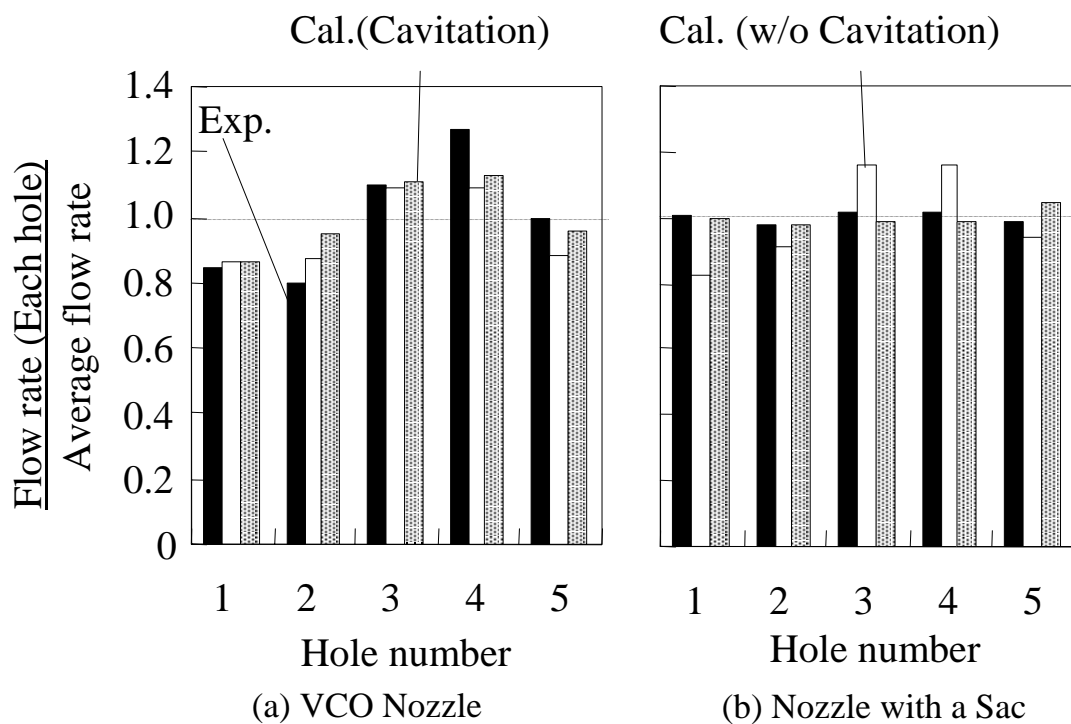 Cal.(Cavitation)
Cal. (w/o Cavitation)
Exp.
Flow rate (Each hole)
Average flow rate
1.4
1.2
1.0
0.8
0.6
0.4
0.2
0
1 2 3 4 5
Hole number
(a) VCO Nozzle
1 2 3 4 5
Hole number
(b) Nozzle with a Sac